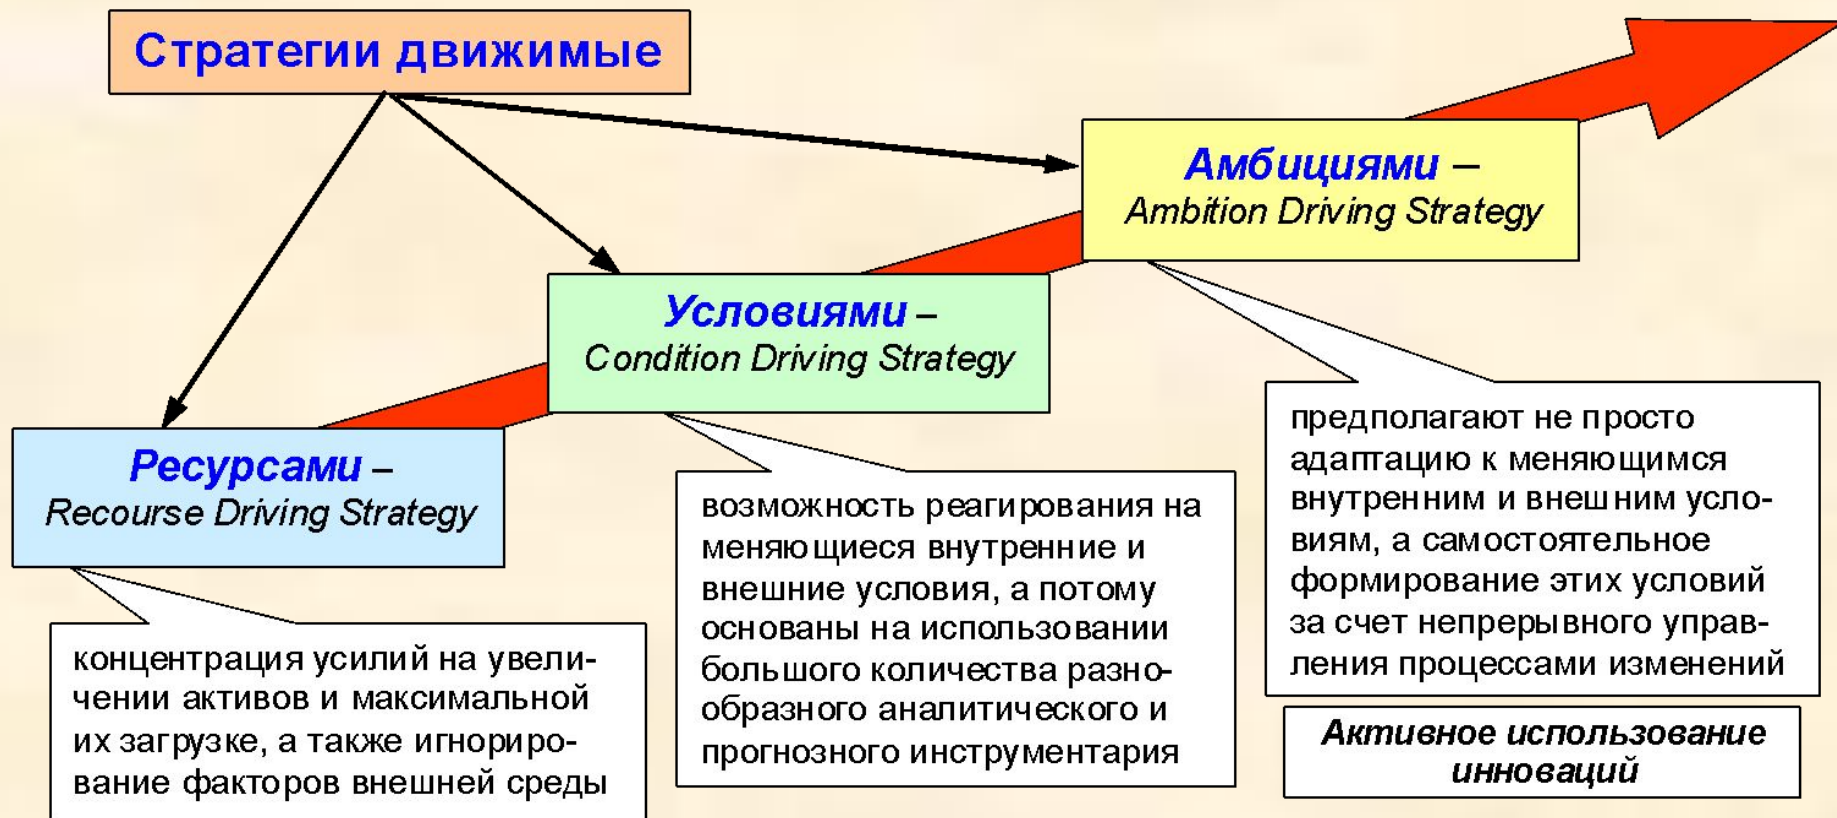 Стратегии движимые
Амбициями –
Ambition Driving Strategy
Условиями –
Condition Driving Strategy
Ресурсами –
Recourse Driving Strategy
концентрация усилий на увели-
чении активов и максимальной
их загрузке, а также игнориро-
вание факторов внешней среды
возможность реагирования на
меняющиеся внутренние и
внешние условия, а потому
основаны на использовании
большого количества разно-
образного аналитического и
прогнозного инструментария
предполагают не просто
адаптацию к меняющимся
внутренним и внешним усло-
виям, а самостоятельное
формирование этих условий
за счет непрерывного управ-
ления процессами изменений
Активное использование
инноваций